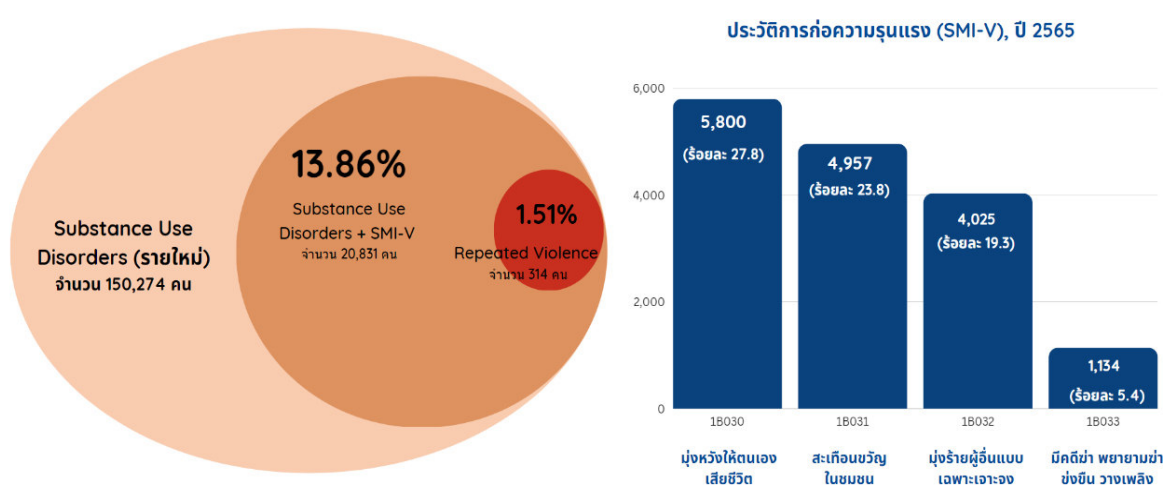 Substance Use
Disorders (รายใหม่)
จำนวน 150,274 คน
13.86%
Substance Use
Disorders + SMI-V
จำนวน 20,831 คน
1.51%
Repeated Violence
จำนวน 314 คน
ประวัติการก่อความรุนแรง (SMI-V), ปี 2565
6,000
4,000
2,000
0
5,800
(ร้อยละ 27.8)
4,957
(ร้อยละ 23.8)
4,025
(ร้อยละ 19.3)
1,134
(ร้อยละ 5.4)
1B030
1B031
1B032
1B033
มุ่งหวังให้ตนเอง
เสียชีวิต
สะเทือนขวัญ
ในชุมชน
มุ่งร้ายผู้อื่นแบบ
เฉพาะเจาะจง
มีคดีฆ่า พยายามฆ่า
ข่งขืน วางเพลิง